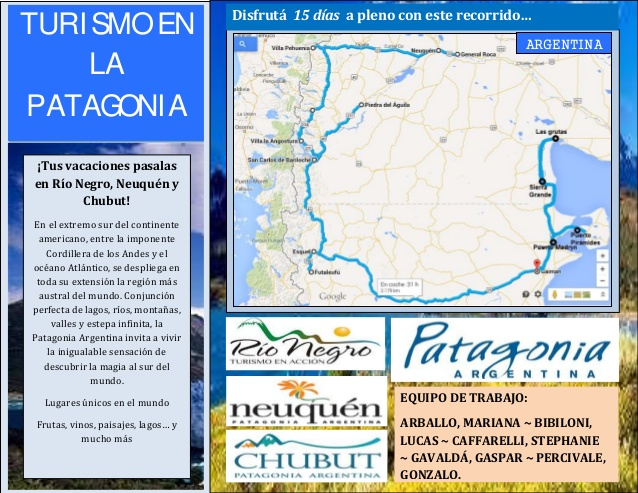 TURISMO EN
LA
PATAGONIA
¡Tus vacaciones pasalas
en Río Negro, Neuquén y
Chubut!
En el extremo sur del continente
americano, entre la imponente
Cordillera de los Andes y el
océano Atlántico, se despliega en
toda su extensión la región más
austral del mundo. Conjunción
perfecta de lagos, ríos, montañas,
valles y estepa infinita, la
Patagonia Argentina invita a vivir
la inigualable sensación de
descubrir la magia al sur del
mundo.
Lugares únicos en el mundo
Frutas, vinos, paisajes, lagos… y
mucho más
Disfrutá 15 días a pleno con este recorrido…
ARGENTINA
Villa Pehuenia
Neuquén
General Roca
Piedra del Águila
Villa la Angostura
San Carlos de Bariloche
Las grutas
Sierra
Grande
Puerto
Pirámides
Puerto Madryn
Esquel
Futaleufú
Gaiman
En coche 31 h
Google
Río Negro
TURISMO EN ACCIÓN
Patagonia
ARGENTINA
neuquén
PATAGONIA ARGENTINA
CHUBUT
PATAGONIA ARGENTINA
EQUIPO DE TRABAJO:
ARBALLO, MARIANA ~ BIBILONI,
LUCAS ~ CAFFARELLI, STEPHANIE
~ GAVALDÁ, GASPAR ~ PERCIVALE,
GONZALO.